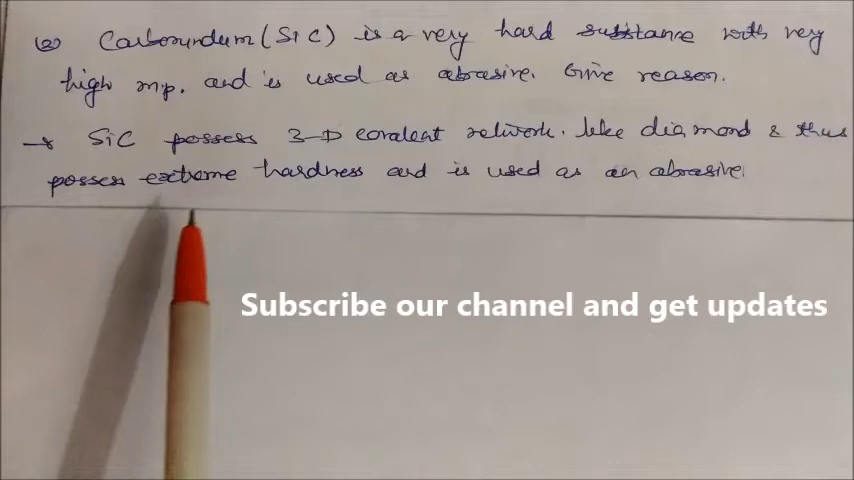 (2) Carborundum (SiC) is a very hard substance with very
high mp. and is used as abrasive. Give reason.
→ SiC possess 3-D covalent network. like diamond & thus
possess extreme hardness and is used as an abrasive.
Subscribe our channel and get updates